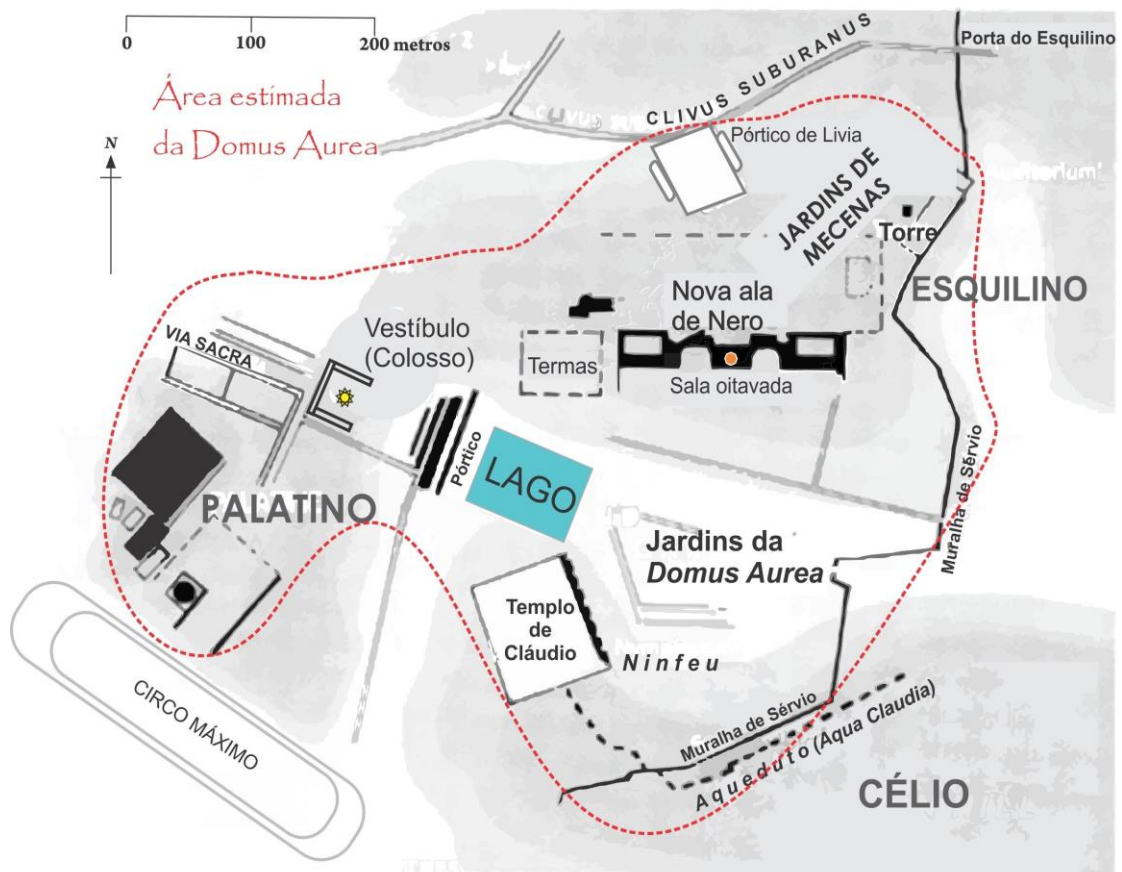 0 100 200 metros
Área estimada
da Domus Aurea
N
CLIVUS SUBURANUS
Porta do Esquilino
Pórtico de Livia
JARDINS DE
MECENAS
Torre
ESQUILINO
Nova ala
de Nero
Vestíbulo
(Colosso)
VIA SACRA
Termas
Sala oitavada
Pórtico
LAGO
PALATINO
Muralha de Sérvio
Jardins da
Domus Aurea
Templo
de
Cláudio
Ninfeu
CIRCO MÁXIMO
Muralha de Sérvio
Aqueduto (Aqua Claudia)
CÉLIO